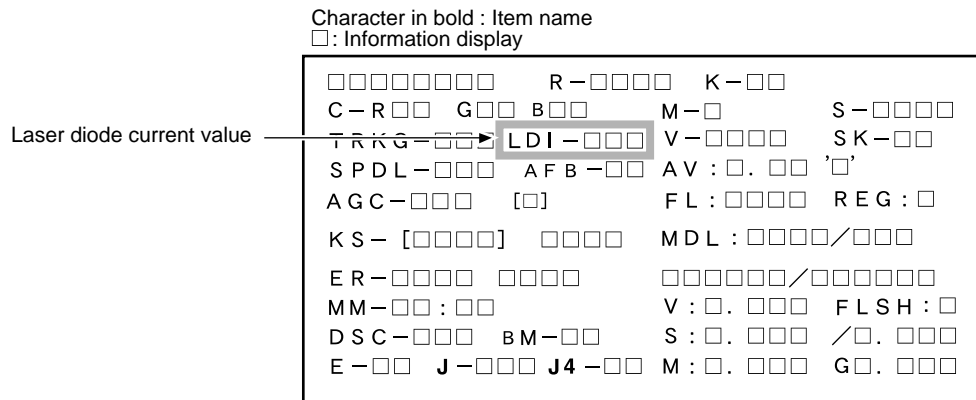 Character in bold : Item name
□ : Information display
□□□□□□□□ R－□□□□ K－□□
C－R□□ G□□ B□□ M－□ S－□□□□
Laser diode current value
TRKG－□□□ LDI－□□□ V－□□□□ SK－□□
SPDL－□□□ AFB－□□ AV：□. □□ '□'
AGC－□□□ [□] FL：□□□□ REG：□
KS－ [□□□□] □□□□ MDL：□□□□／□□□
ER－□□□□ □□□□ □□□□□□／□□□□□□
MM－□□：□□ V：□. □□□ FLSH：□
DSC－□□□ BM－□□ S：□. □□□ ／□. □□□
E－□□ J－□□□ J4－□□ M：□. □□□ G□. □□□